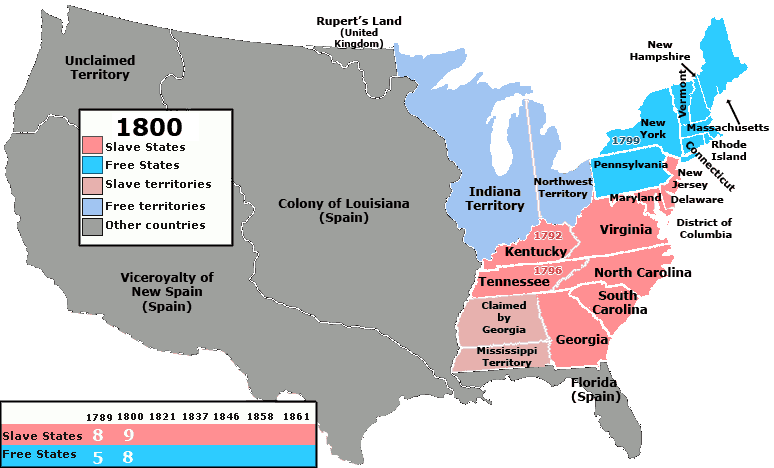 Rupert's Land
(United
Kingdom)
Unclaimed
Territory
New
Hampshire
Vermont
Massachusetts
New
York
1799
Rhode
Island
Connecticut
Pennsylvania
New
Jersey
Delaware
Maryland
District of
Columbia
1800
Slave States
Free States
Slave territories
Free territories
Other countries
Colony of Louisiana
(Spain)
Indiana
Territory
Northwest
Territory
Virginia
1792
Kentucky
1796
Tennessee
North Carolina
South
Carolina
Viceroyalty of
New Spain
(Spain)
Claimed
by
Georgia
Georgia
Mississippi
Territory
Florida
(Spain)
1789 1800 1821 1837 1846 1858 1861
Slave States 8 9
Free States 5 8